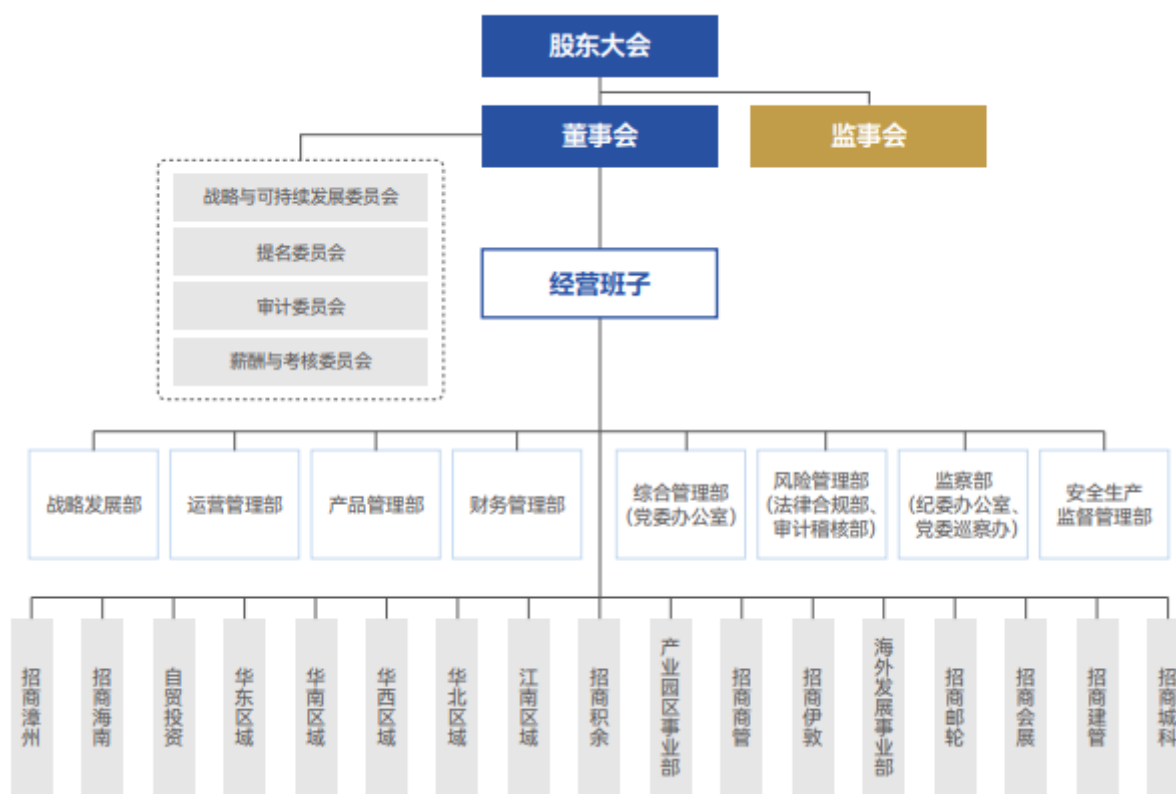 股东大会
董事会
监事会
战略与可持续发展委员会
提名委员会
审计委员会
薪酬与考核委员会
经营班子
战略发展部
运营管理部
产品管理部
财务管理部
综合管理部
(党委办公室)
风险管理部
(法律合规部、
审计稽核部)
监察部
(纪委办公室、
党委巡察办)
安全生产
监督管理部
招商漳州
招商海南
自贸投资
华东区域
华南区域
华西区域
华北区域
江南区域
招商积余
产业园区事业部
招商商管
招商伊敦
海外发展事业部
招商邮轮
招商会展
招商建管
招商城科